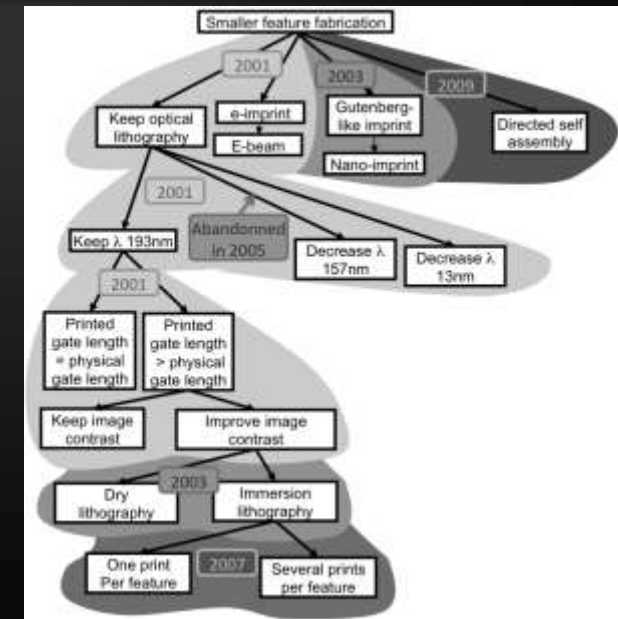 Smaller feature fabrication
2001
2003
2009
Keep optical
lithography
e-imprint
E-beam
Gutenberg-
like imprint
Nano-imprint
Directed self
assembly
2001
Abandonned
in 2005
Keep λ 193nm
Decrease λ
157nm
Decrease λ
13nm
2001
Printed
gate length
= physical
gate length
Printed
gate length
> physical
gate length
Keep image
contrast
Improve image
contrast
2003
Dry
lithography
Immersion
lithography
2007
One print
Per feature
Several prints
per feature